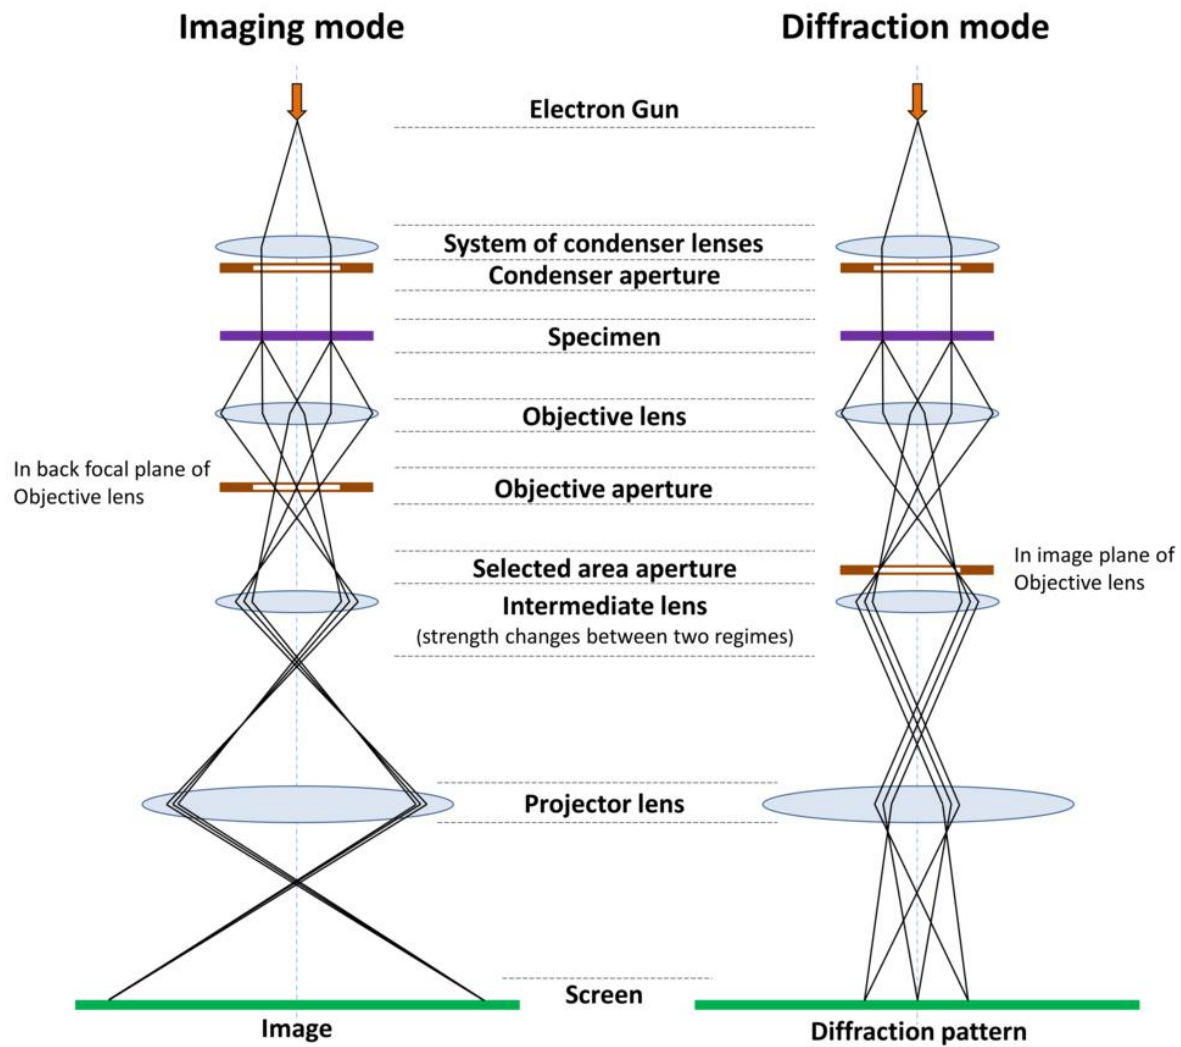 Imaging mode
Diffraction mode
Electron Gun
System of condenser lenses
Condenser aperture
Specimen
Objective lens
In back focal plane of
Objective lens
Objective aperture
Selected area aperture
In image plane of
Objective lens
Intermediate lens
(strength changes between two regimes)
Projector lens
Screen
Image
Diffraction pattern